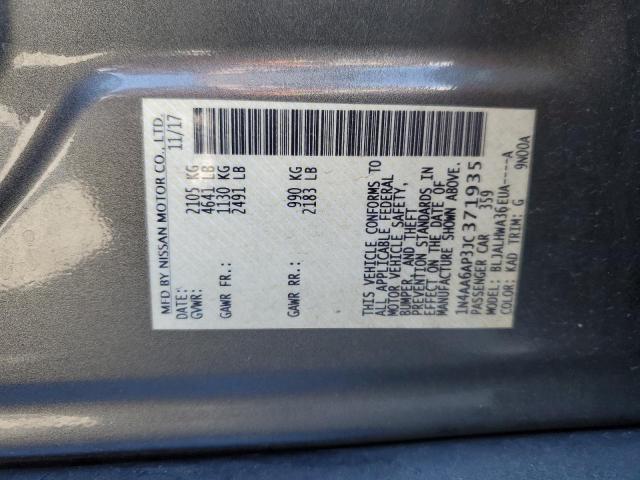 MFD BY NISSAN MOTOR CO., LTD.
DATE: 11/17
GVWR: 2105 KG
4641 LB
GAWR FR: 1130 KG
2491 LB
GAWR RR: 990 KG
2183 LB
THIS VEHICLE CONFORMS TO
ALL APPLICABLE FEDERAL
MOTOR VEHICLE SAFETY,
BUMPER, AND THEFT
PREVENTION STANDARDS IN
EFFECT ON THE DATE OF
MANUFACTURE SHOWN ABOVE.
1N4AA6AP3JC371935
PASSENGER CAR 359
MODEL: BLJALHWA36EUA----A
COLOR: KAD TRIM: G 9N00A